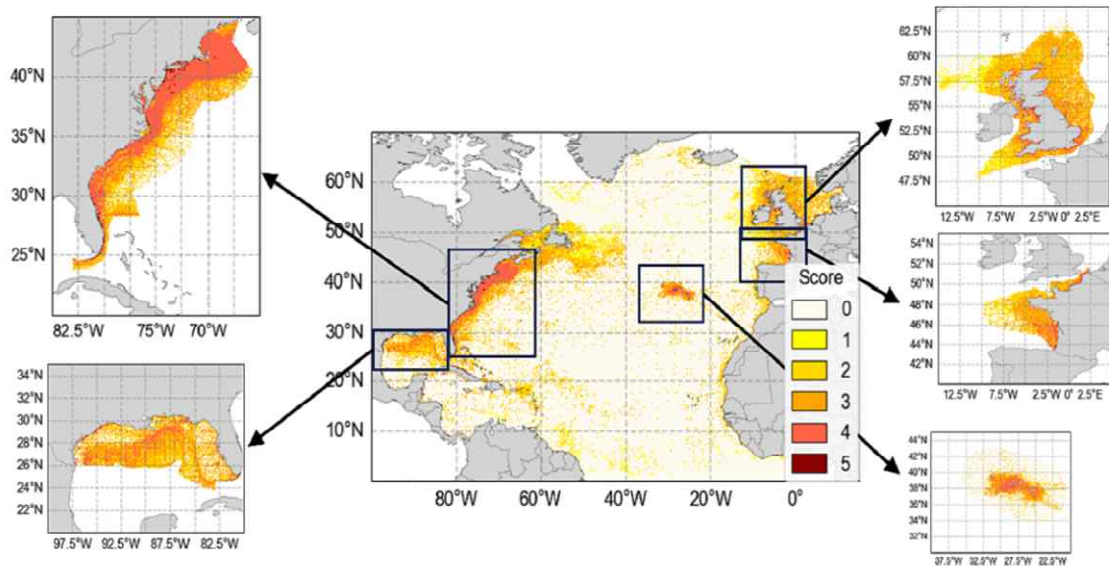 40°N
35°N
30°N
25°N
82.5°W 75°W 70°W
34°N
32°N
30°N
28°N
26°N
24°N
22°N
97.5°W 92.5°W 87.5°W 82.5°W
60°N
50°N
40°N
30°N
20°N
10°N
80°W 60°W 40°W 20°W 0°
Score
0
1
2
3
4
5
62.5°N
60°N
57.5°N
55°N
52.5°N
50°N
47.5°N
12.5°W 7.5°W 2.5°W 0° 2.5°E
54°N
52°N
50°N
48°N
46°N
44°N
42°N
12.5°W 7.5°W 2.5°W 0° 2.5°E
44°N
42°N
40°N
38°N
36°N
34°N
32°N
37.5°W 32.5°W 27.5°W 22.5°W